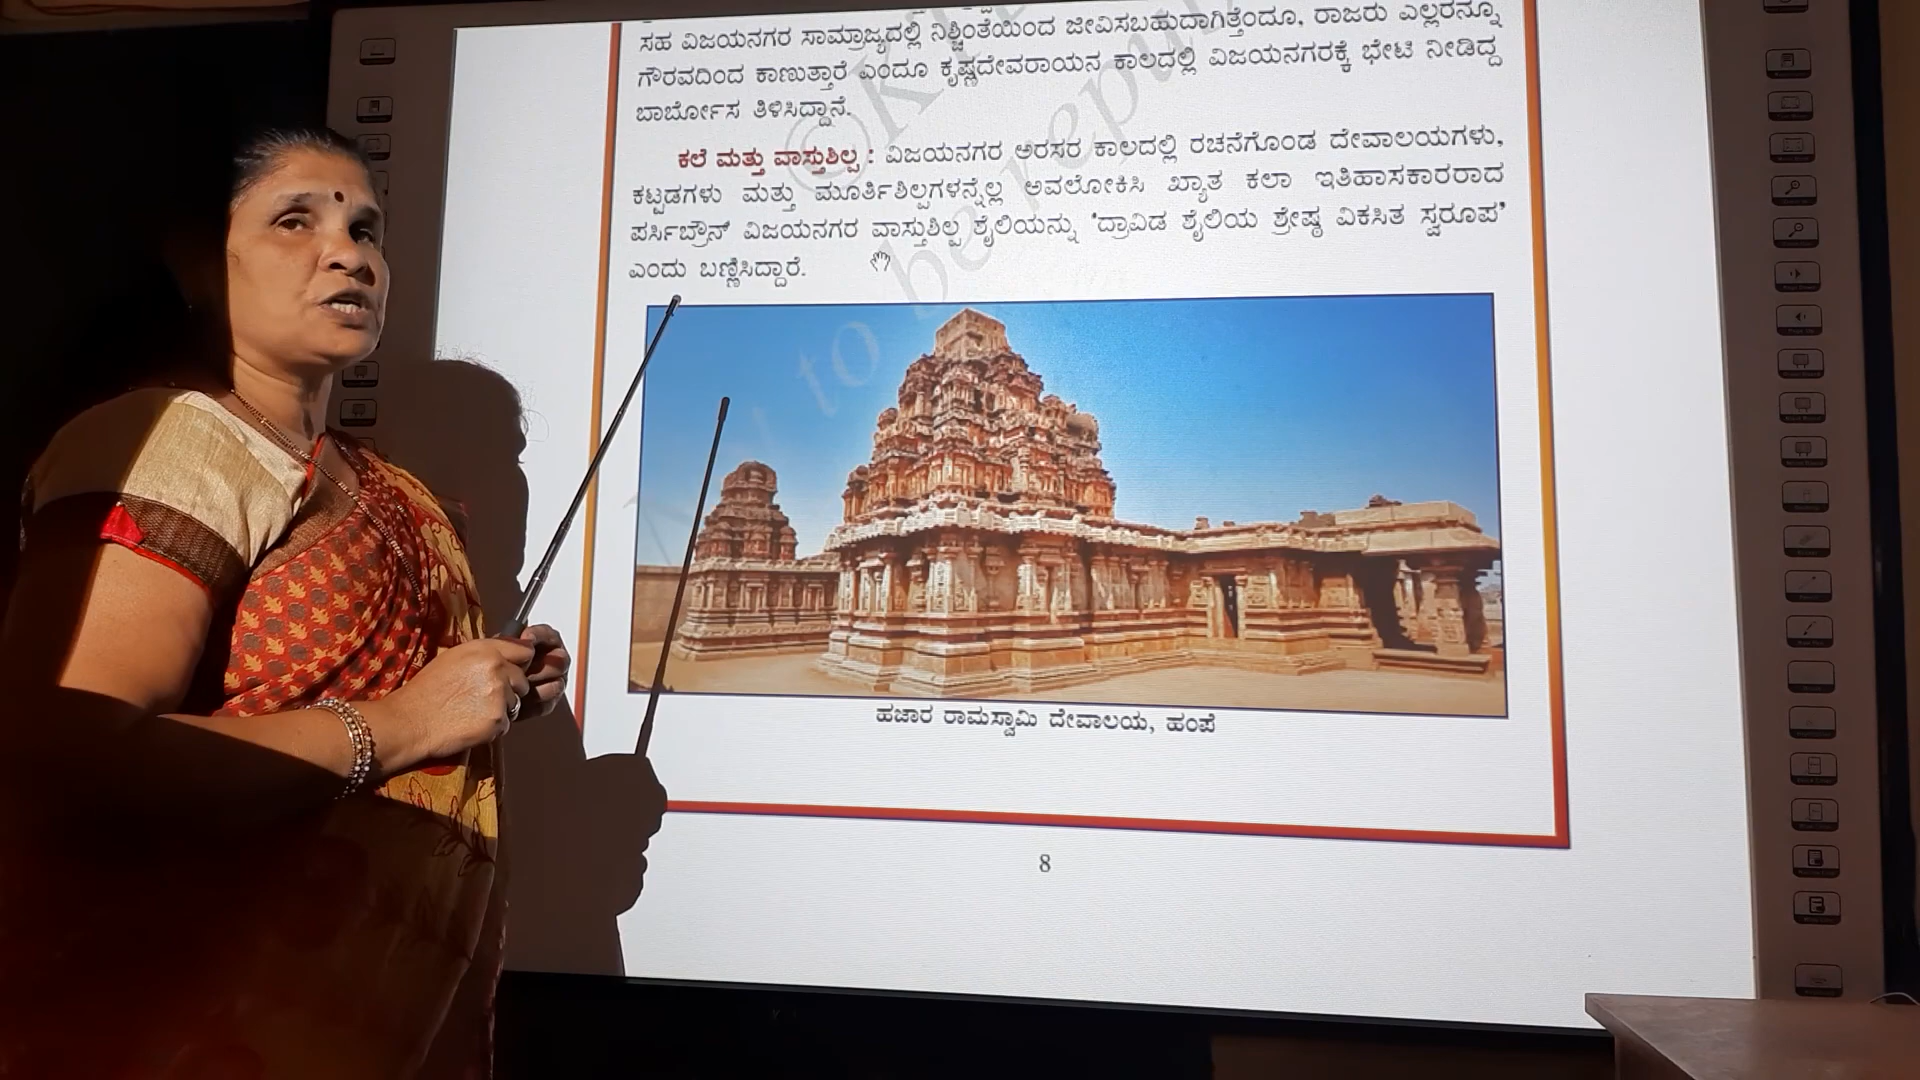 ಸಹ ವಿಜಯನಗರ ಸಾಮ್ರಾಜ್ಯದಲ್ಲಿ ನಿಶ್ಚಿಂತೆಯಿಂದ ಜೀವಿಸಬಹುದಾಗಿತ್ತೆಂದೂ, ರಾಜರು ಎಲ್ಲರನ್ನೂ
ಗೌರವದಿಂದ ಕಾಣುತ್ತಾರೆ ಎಂದೂ ಕೃಷ್ಣದೇವರಾಯನ ಕಾಲದಲ್ಲಿ ವಿಜಯನಗರಕ್ಕೆ ಭೇಟಿ ನೀಡಿದ್ದ
ಬಾರ್ಬೋಸ ತಿಳಿಸಿದ್ದಾನೆ.
ಕಲೆ ಮತ್ತು ವಾಸ್ತುಶಿಲ್ಪ : ವಿಜಯನಗರ ಅರಸರ ಕಾಲದಲ್ಲಿ ರಚನೆಗೊಂಡ ದೇವಾಲಯಗಳು,
ಕಟ್ಟಡಗಳು ಮತ್ತು ಮೂರ್ತಿಶಿಲ್ಪಗಳನ್ನೆಲ್ಲ ಅವಲೋಕಿಸಿ ಖ್ಯಾತ ಕಲಾ ಇತಿಹಾಸಕಾರರಾದ
ಪರ್ಸಿಬ್ರೌನ್ ವಿಜಯನಗರ ವಾಸ್ತುಶಿಲ್ಪ ಶೈಲಿಯನ್ನು ‘ದ್ರಾವಿಡ ಶೈಲಿಯ ಶ್ರೇಷ್ಠ ವಿಕಸಿತ ಸ್ವರೂಪ’
ಎಂದು ಬಣ್ಣಿಸಿದ್ದಾರೆ.
ಹಜಾರ ರಾಮಸ್ವಾಮಿ ದೇವಾಲಯ, ಹಂಪೆ
8
to be